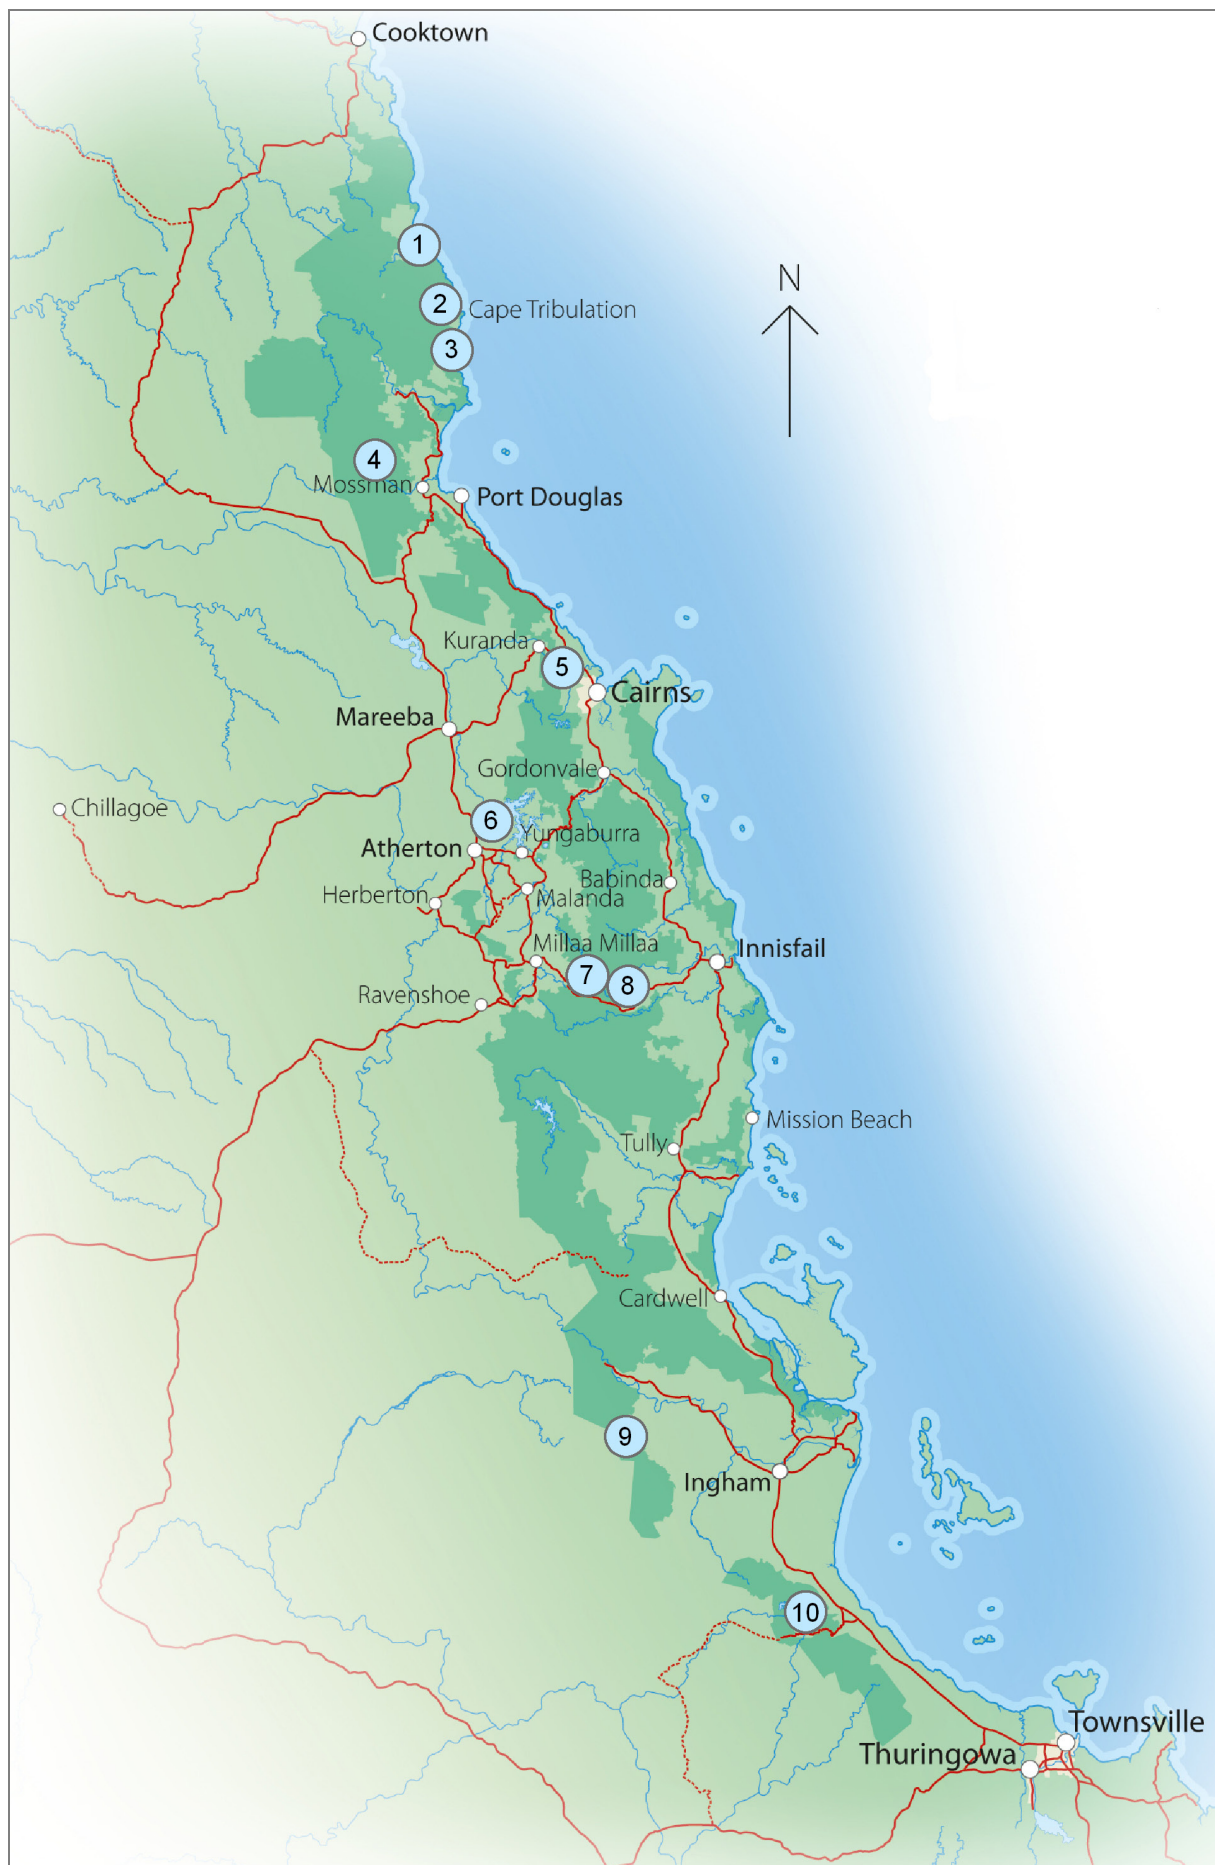 Cooktown
1
N
2
Cape Tribulation
3
4
Mossman
Port Douglas
Kuranda
5
Cairns
Mareeba
Gordonvale
Chillagoe
6
Yungaburra
Atherton
Babinda
Herberton
Malanda
Millaa Millaa
Innisfail
7
8
Ravenshoe
Mission Beach
Tully
Cardwell
9
Ingham
10
Townsville
Thuringowa